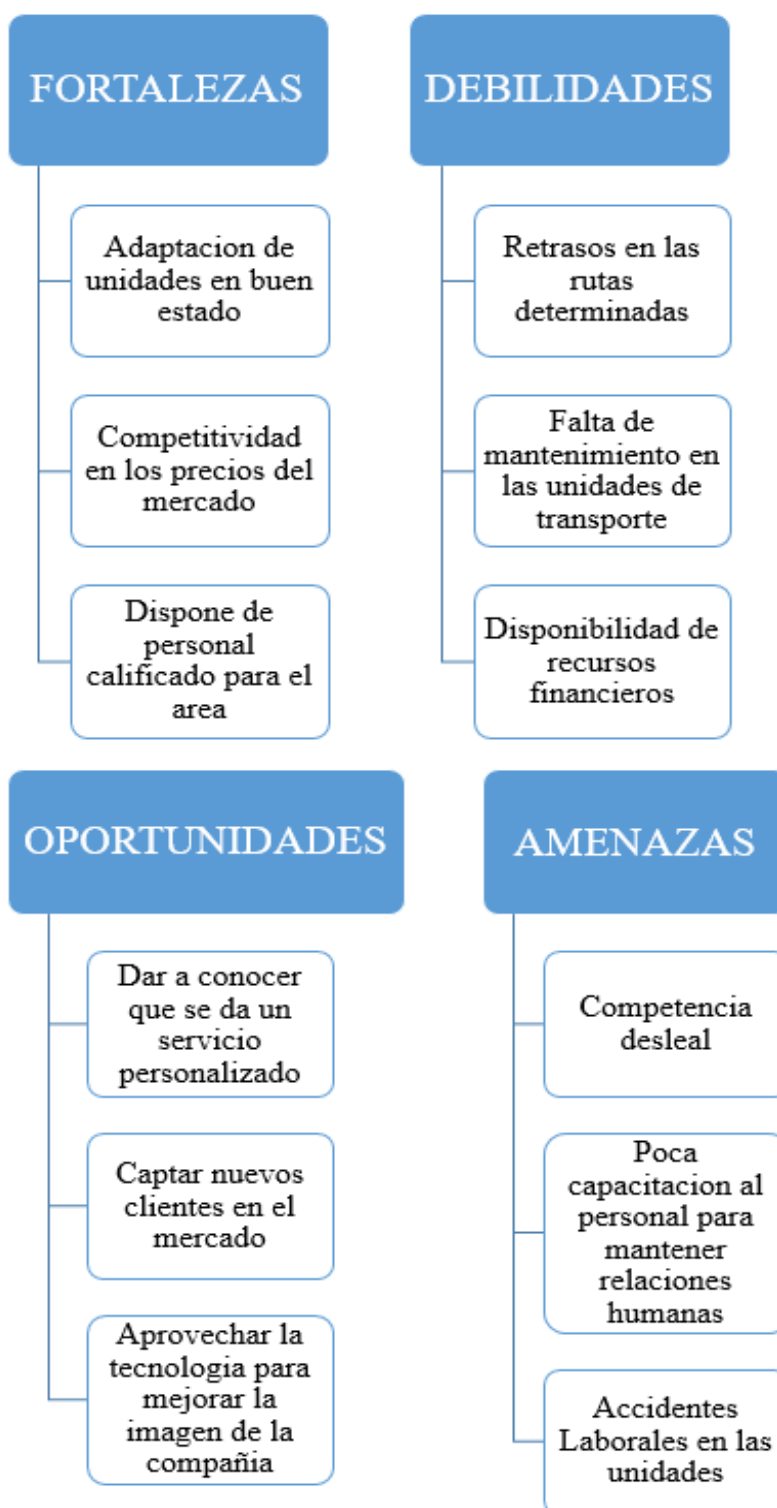 FORTALEZAS
Adaptacion de
unidades en buen
estado
Competitividad
en los precios del
mercado
Dispone de
personal
calificado para el
area
DEBILIDADES
Retrasos en las
rutas
determinadas
Falta de
mantenimiento en
las unidades de
transporte
Disponibilidad de
recursos
financieros
OPORTUNIDADES
Dar a conocer
que se da un
servicio
personalizado
Captar nuevos
clientes en el
mercado
Aprovechar la
tecnologia para
mejorar la
imagen de la
compañia
AMENAZAS
Competencia
desleal
Poca
capacitacion al
personal para
mantener
relaciones
humanas
Accidentes
Laborales en las
unidades